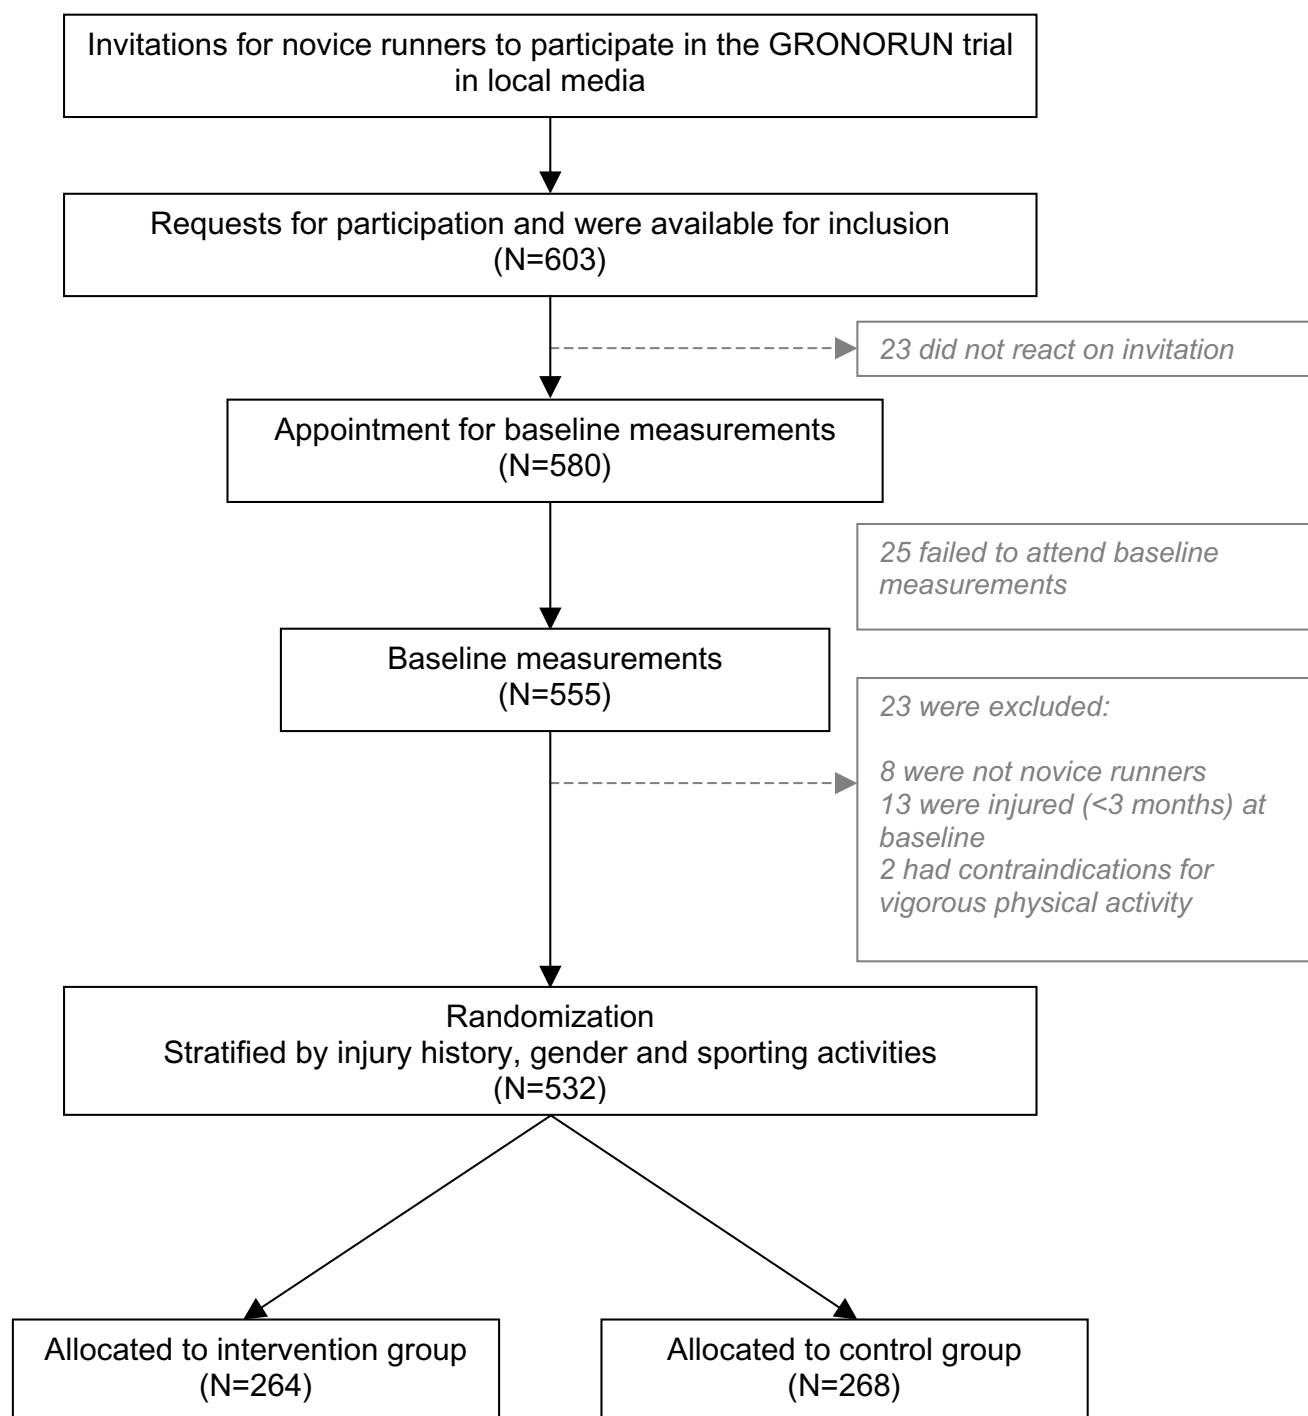 Invitations for novice runners to participate in the GRONORUN trial
in local media
Requests for participation and were available for inclusion
(N=603)
23 did not react on invitation
Appointment for baseline measurements
(N=580)
25 failed to attend baseline
measurements
Baseline measurements
(N=555)
23 were excluded:
8 were not novice runners
13 were injured (<3 months) at
baseline
2 had contraindications for
vigorous physical activity
Randomization
Stratified by injury history, gender and sporting activities
(N=532)
Allocated to intervention group
(N=264)
Allocated to control group
(N=268)